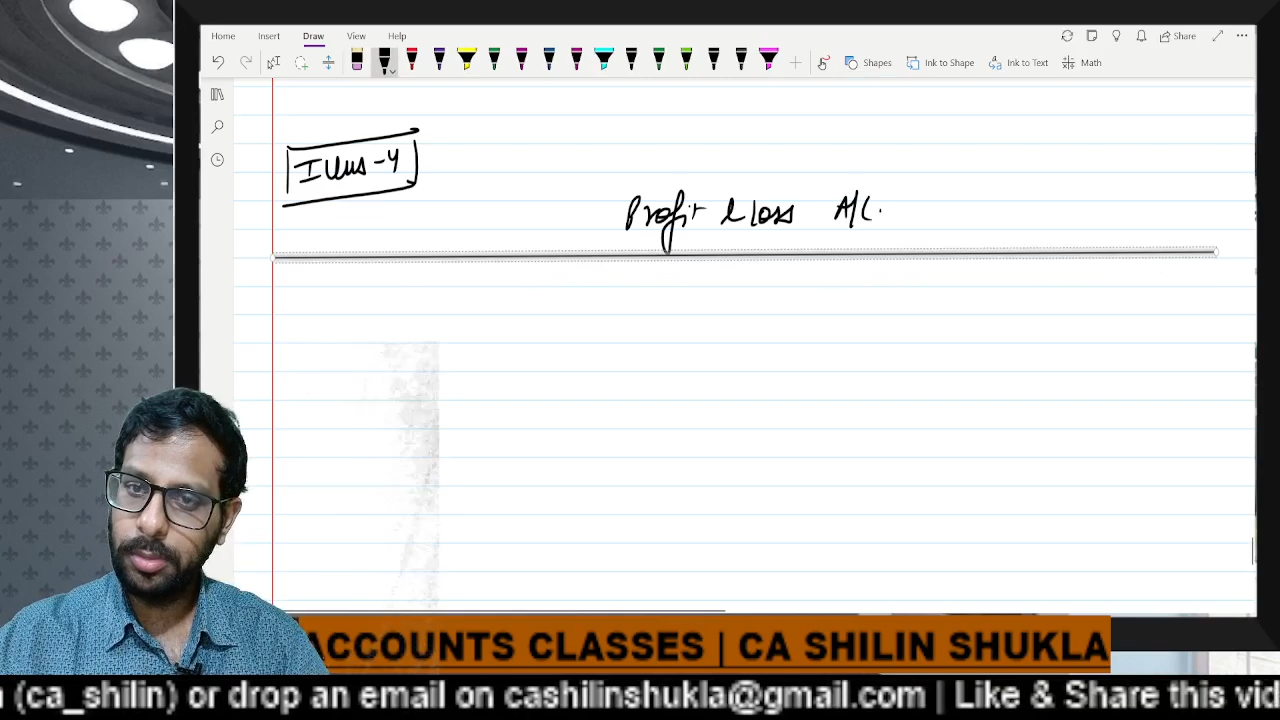 Home Insert Draw View Help Share
Shapes Ink to Shape Ink to Text Math
Illus-4
Profit & Loss A/C.
ACCOUNTS CLASSES | CA SHILIN SHUKLA
(ca_shilin) or drop an email on cashilinshukla@gmail.com | Like & Share this vid